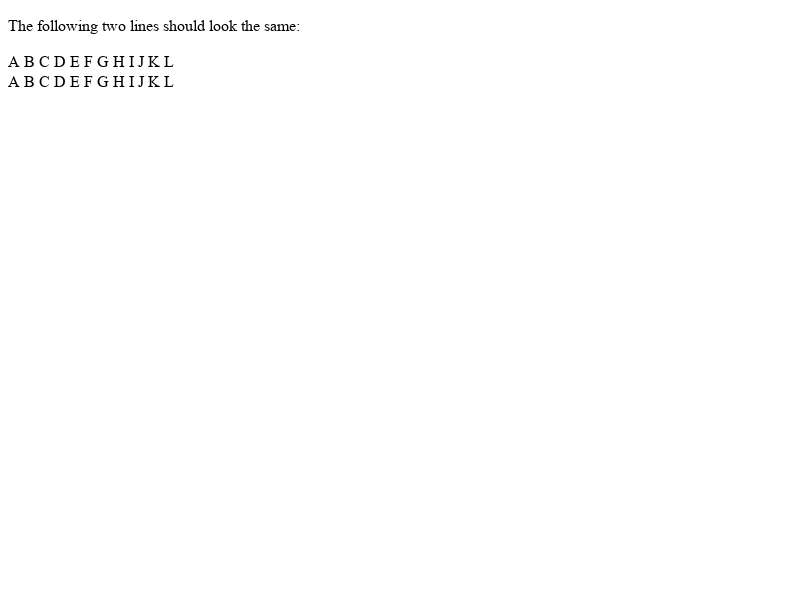 The following two lines should look the same:
A B C D E F G H I J K L
A B C D E F G H I J K L